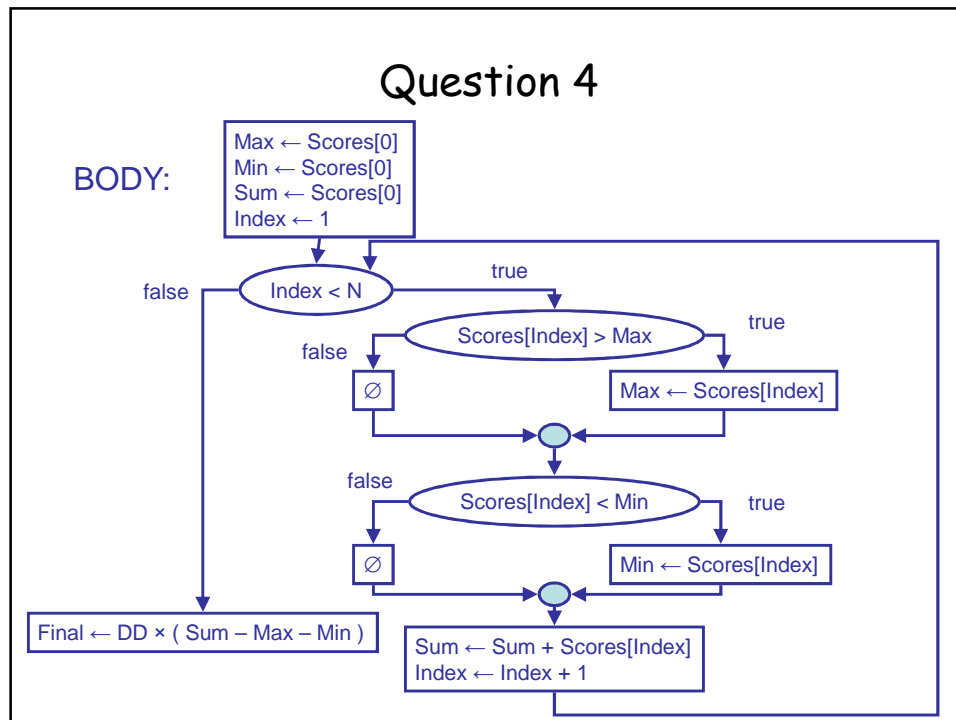 Question 4
BODY:
Max ← Scores[0]
Min ← Scores[0]
Sum ← Scores[0]
Index ← 1
false
Index < N
true
Scores[Index] > Max
false
true
∅
Max ← Scores[Index]
false
Scores[Index] < Min
true
∅
Min ← Scores[Index]
Final ← DD × ( Sum – Max – Min )
Sum ← Sum + Scores[Index]
Index ← Index + 1